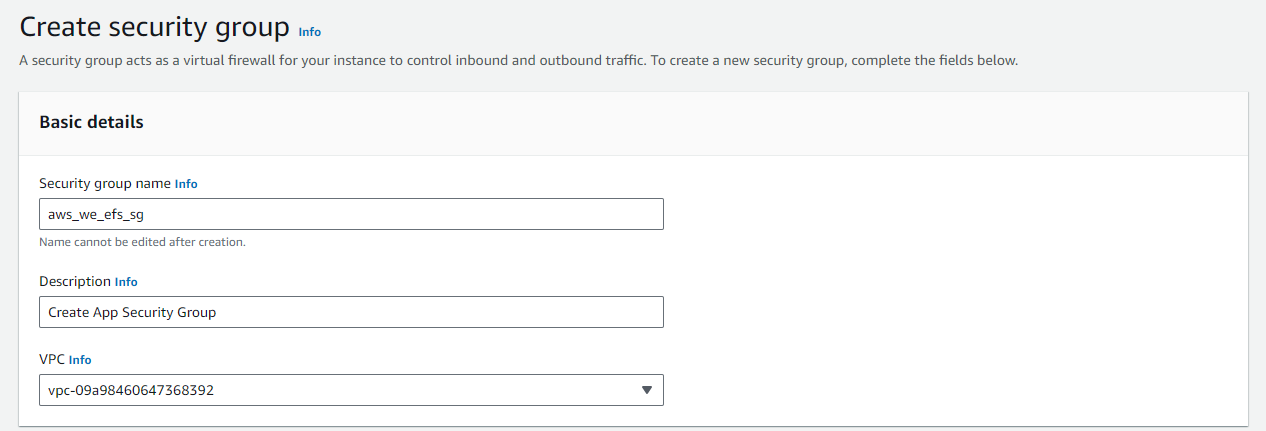 Create security group Info
A security group acts as a virtual firewall for your instance to control inbound and outbound traffic. To create a new security group, complete the fields below.
Basic details
Security group name Info
aws_we_efs_sg
Name cannot be edited after creation.
Description Info
Create App Security Group
VPC Info
vpc-09a98460647368392